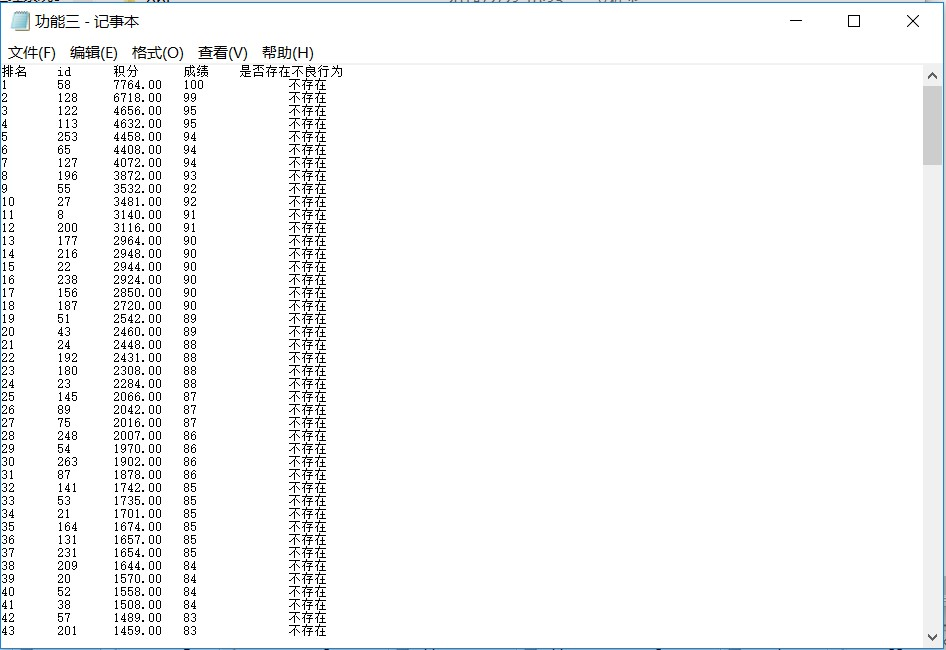 功能三 - 记事本
文件(F) 编辑(E) 格式(O) 查看(V) 帮助(H)
排名 id 积分 成绩 是否存在不良行为
1 58 7764.00 100 不存在
2 128 6718.00 99 不存在
3 122 4656.00 95 不存在
4 113 4632.00 95 不存在
5 253 4458.00 94 不存在
6 65 4408.00 94 不存在
7 127 4072.00 94 不存在
8 196 3872.00 93 不存在
9 55 3532.00 92 不存在
10 27 3481.00 92 不存在
11 8 3140.00 91 不存在
12 200 3116.00 91 不存在
13 177 2964.00 90 不存在
14 216 2948.00 90 不存在
15 22 2944.00 90 不存在
16 238 2924.00 90 不存在
17 156 2850.00 90 不存在
18 187 2720.00 90 不存在
19 51 2542.00 89 不存在
20 43 2460.00 89 不存在
21 24 2448.00 88 不存在
22 192 2431.00 88 不存在
23 180 2308.00 88 不存在
24 23 2284.00 88 不存在
25 145 2066.00 87 不存在
26 89 2042.00 87 不存在
27 75 2016.00 87 不存在
28 248 2007.00 86 不存在
29 54 1970.00 86 不存在
30 263 1902.00 86 不存在
31 87 1878.00 86 不存在
32 141 1742.00 85 不存在
33 53 1735.00 85 不存在
34 21 1701.00 85 不存在
35 164 1674.00 85 不存在
36 131 1657.00 85 不存在
37 231 1654.00 85 不存在
38 209 1644.00 84 不存在
39 20 1570.00 84 不存在
40 52 1558.00 84 不存在
41 38 1508.00 84 不存在
42 57 1489.00 83 不存在
43 201 1459.00 83 不存在